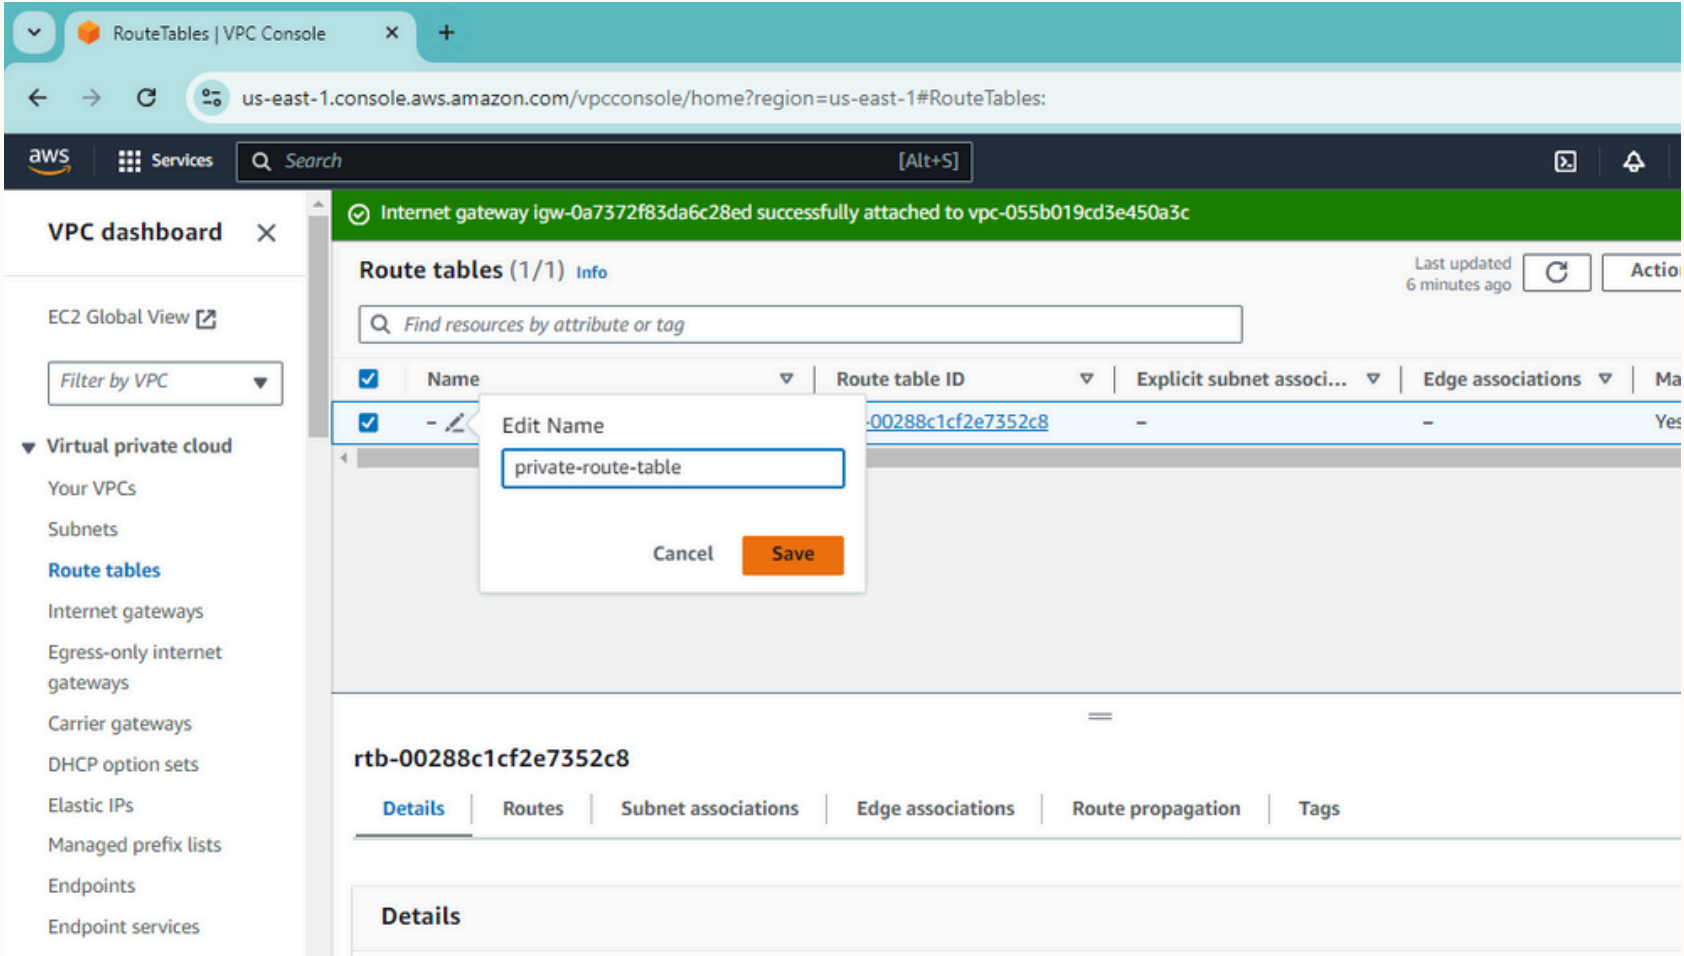 RouteTables | VPC Console
us-east-1.console.aws.amazon.com/vpcconsole/home?region=us-east-1#RouteTables:
aws Services Search [Alt+S]
VPC dashboard
EC2 Global View
Filter by VPC
Virtual private cloud
Your VPCs
Subnets
Route tables
Internet gateways
Egress-only internet
gateways
Carrier gateways
DHCP option sets
Elastic IPs
Managed prefix lists
Endpoints
Endpoint services
Internet gateway igw-0a7372f83da6c28ed successfully attached to vpc-055b019cd3e450a3c
Route tables (1/1) Info
Last updated
6 minutes ago
Find resources by attribute or tag
Name Route table ID Explicit subnet associ... Edge associations
– -00288c1cf2e7352c8 – – Yes
Edit Name
private-route-table
Cancel Save
rtb-00288c1cf2e7352c8
Details Routes Subnet associations Edge associations Route propagation Tags
Details